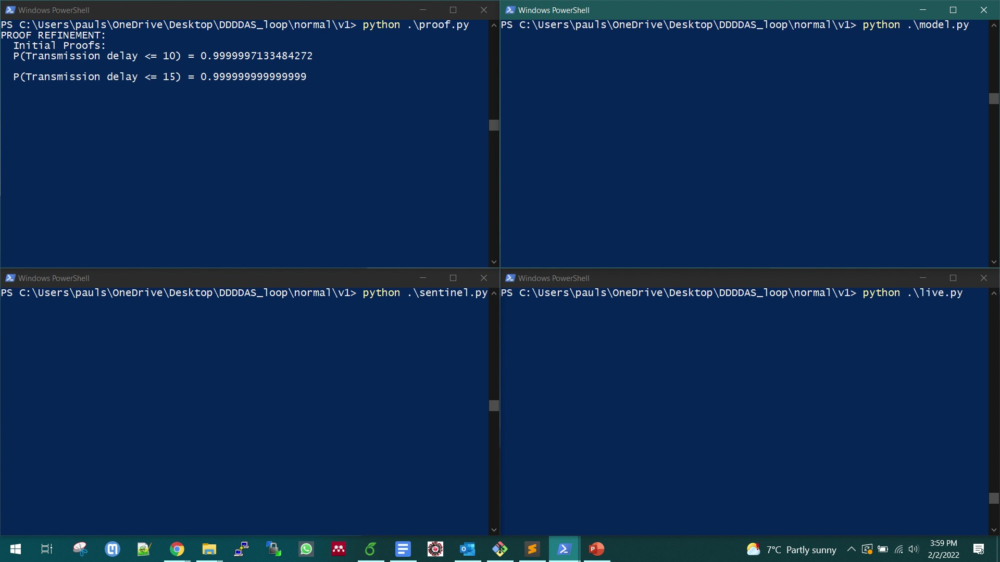 Windows PowerShell
PS C:\Users\pauls\OneDrive\Desktop\DDDDAS_loop\normal\v1> python .\proof.py
PROOF REFINEMENT:
Initial Proofs:
P(Transmission delay <= 10) = 0.9999997133484272
P(Transmission delay <= 15) = 0.999999999999999
Windows PowerShell
PS C:\Users\pauls\OneDrive\Desktop\DDDDAS_loop\normal\v1> python .\model.py
Windows PowerShell
PS C:\Users\pauls\OneDrive\Desktop\DDDDAS_loop\normal\v1> python .\sentinel.py
Windows PowerShell
PS C:\Users\pauls\OneDrive\Desktop\DDDDAS_loop\normal\v1> python .\live.py
7°C Partly sunny
3:59 PM
2/2/2022